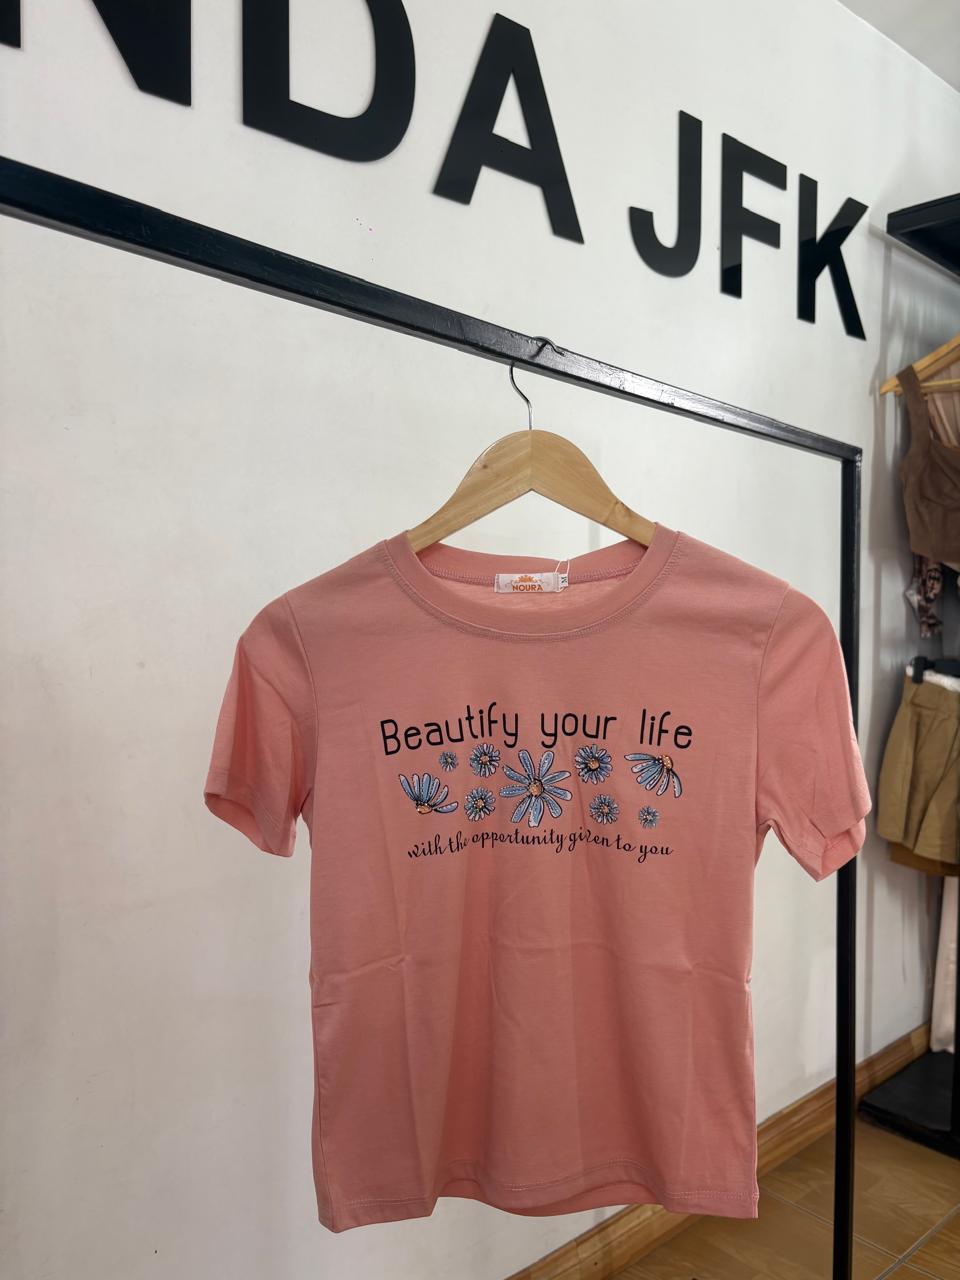 NDA JFK
NOURA
M
Beautify your life
with the opportunity given to you